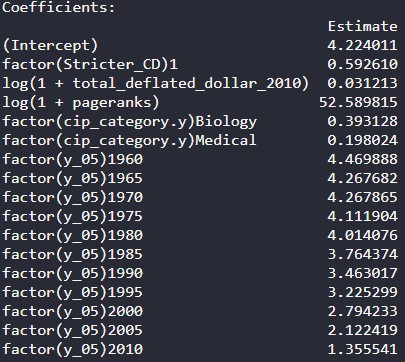 Coefficients:
Estimate
(Intercept) 4.224011
factor(Stricter_CD)1 0.592610
log(1 + total_deflated_dollar_2010) 0.031213
log(1 + pageranks) 52.589815
factor(cip_category.y)Biology 0.393128
factor(cip_category.y)Medical 0.198024
factor(y_05)1960 4.469888
factor(y_05)1965 4.267682
factor(y_05)1970 4.267865
factor(y_05)1975 4.111904
factor(y_05)1980 4.014076
factor(y_05)1985 3.764374
factor(y_05)1990 3.463017
factor(y_05)1995 3.225299
factor(y_05)2000 2.794233
factor(y_05)2005 2.122419
factor(y_05)2010 1.355541